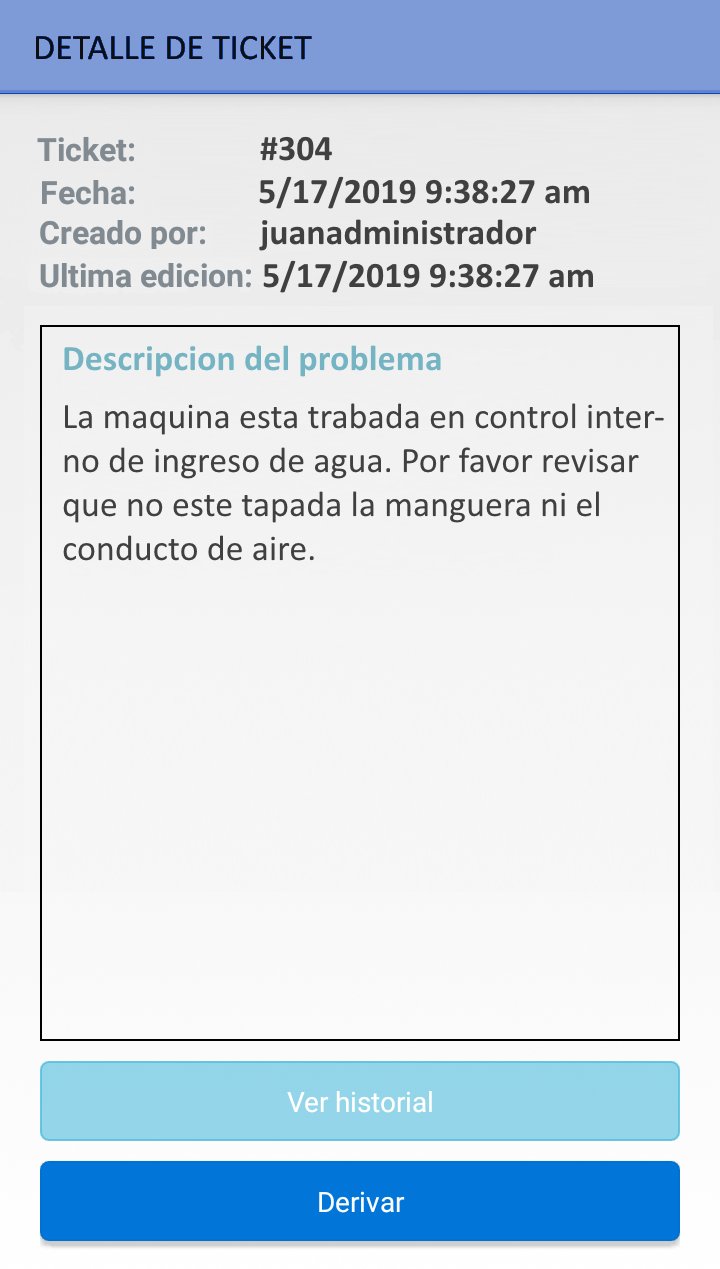 DETALLE DE TICKET
Ticket: #304
Fecha: 5/17/2019 9:38:27 am
Creado por: juanadministrador
Ultima edicion: 5/17/2019 9:38:27 am
Descripcion del problema
La maquina esta trabada en control inter-
no de ingreso de agua. Por favor revisar
que no este tapada la manguera ni el
conducto de aire.
Ver historial
Derivar